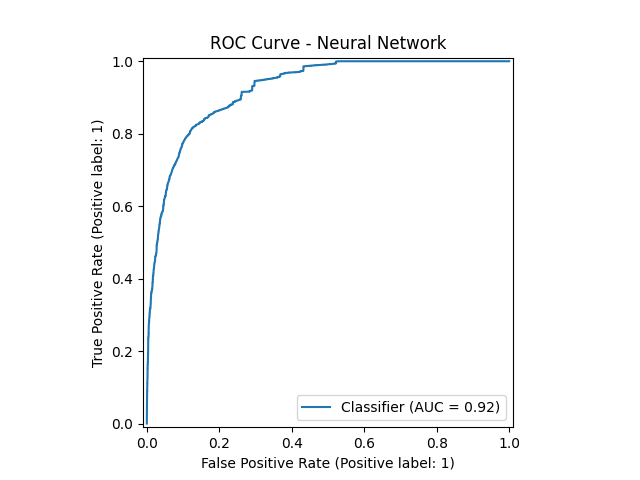 ROC Curve - Neural Network
True Positive Rate (Positive label: 1)
1.0
0.8
0.6
0.4
0.2
0.0
Classifier (AUC = 0.92)
0.0 0.2 0.4 0.6 0.8 1.0
False Positive Rate (Positive label: 1)